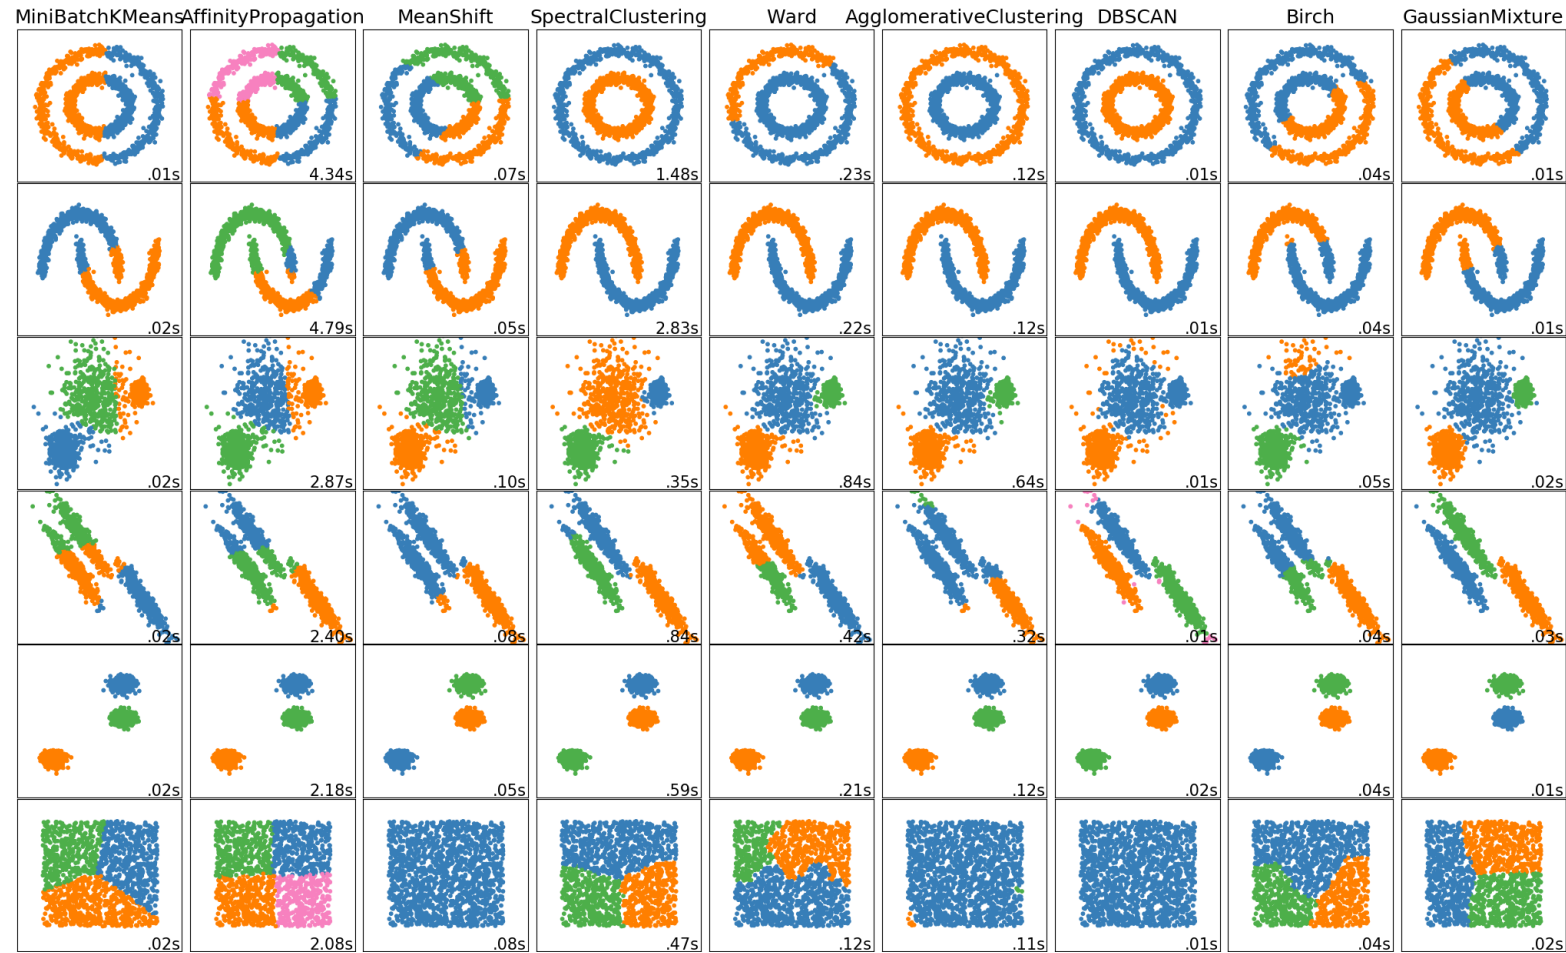 MiniBatchKMeans AffinityPropagation MeanShift SpectralClustering Ward AgglomerativeClustering DBSCAN Birch GaussianMixture
.01s 4.34s .07s 1.48s .23s .12s .01s .04s .01s
.02s 4.79s .05s 2.83s .22s .12s .01s .04s .01s
.02s 2.87s .10s .35s .84s .64s .01s .05s .02s
.02s 2.40s .08s .84s .42s .32s .01s .04s .03s
.02s 2.18s .05s .59s .21s .12s .02s .04s .01s
.02s 2.08s .08s .47s .12s .11s .01s .04s .02s